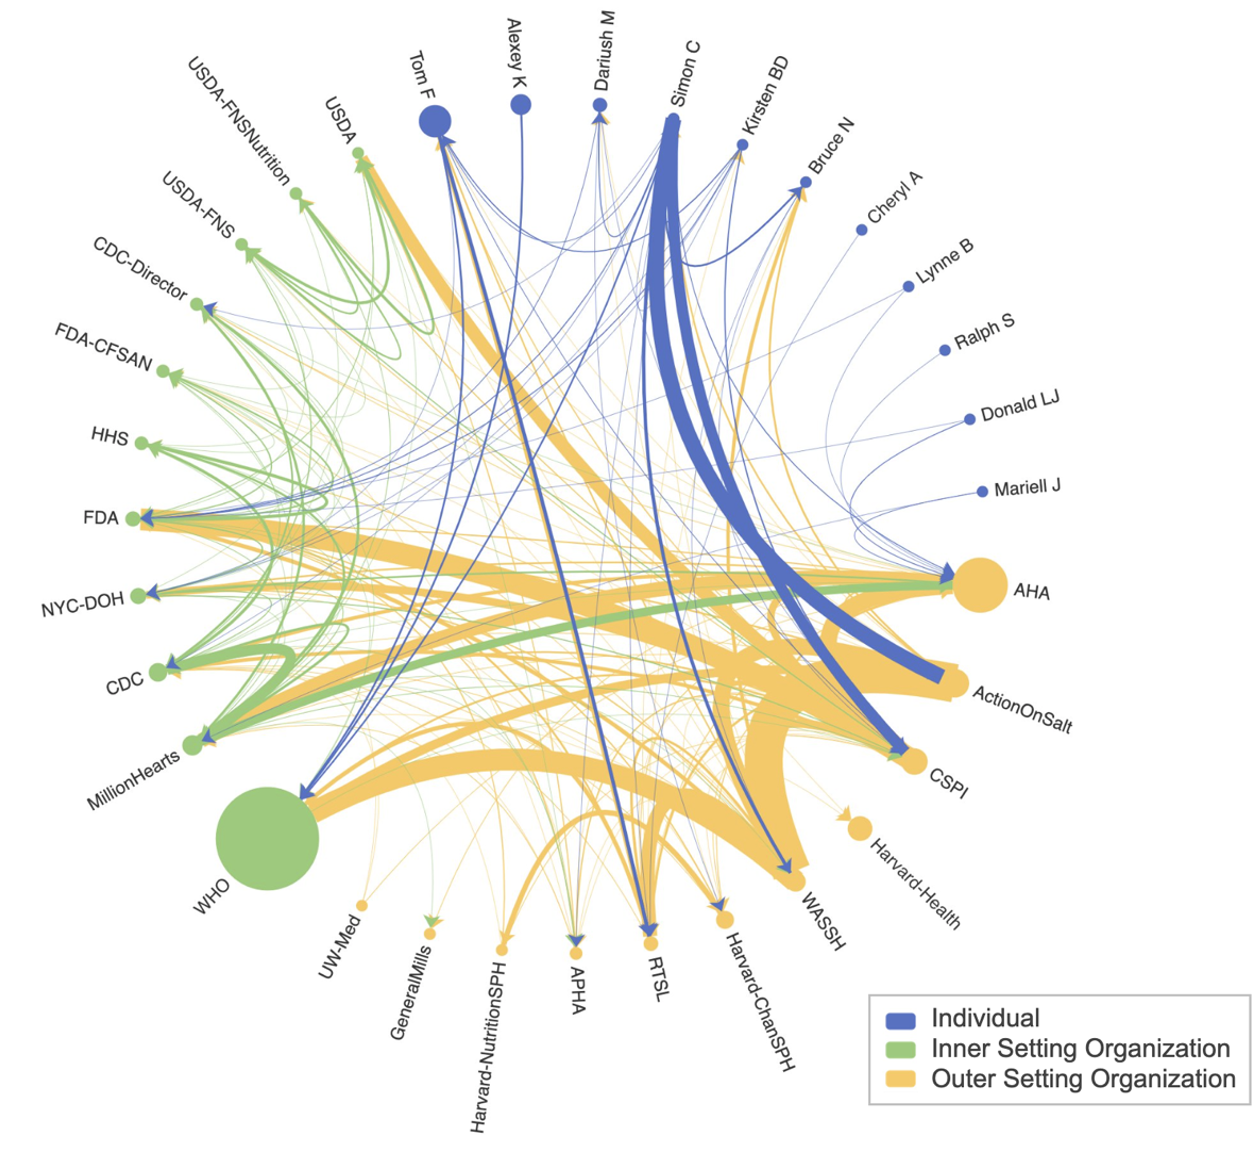 Tom F
Alexey K
Dariush M
Simon C
Kirsten BD
Bruce N
Cheryl A
Lynne B
Ralph S
Donald LJ
Mariell J
AHA
ActionOnSalt
CSPI
Harvard-Health
WASSH
Harvard-ChanSPH
RTSL
APHA
Harvard-NutritionSPH
GeneralMills
UW-Med
WHO
MillionHearts
CDC
NYC-DOH
FDA
HHS
FDA-CFSAN
CDC-Director
USDA-FNS
USDA-FNSNutrition
USDA
Individual
Inner Setting Organization
Outer Setting Organization